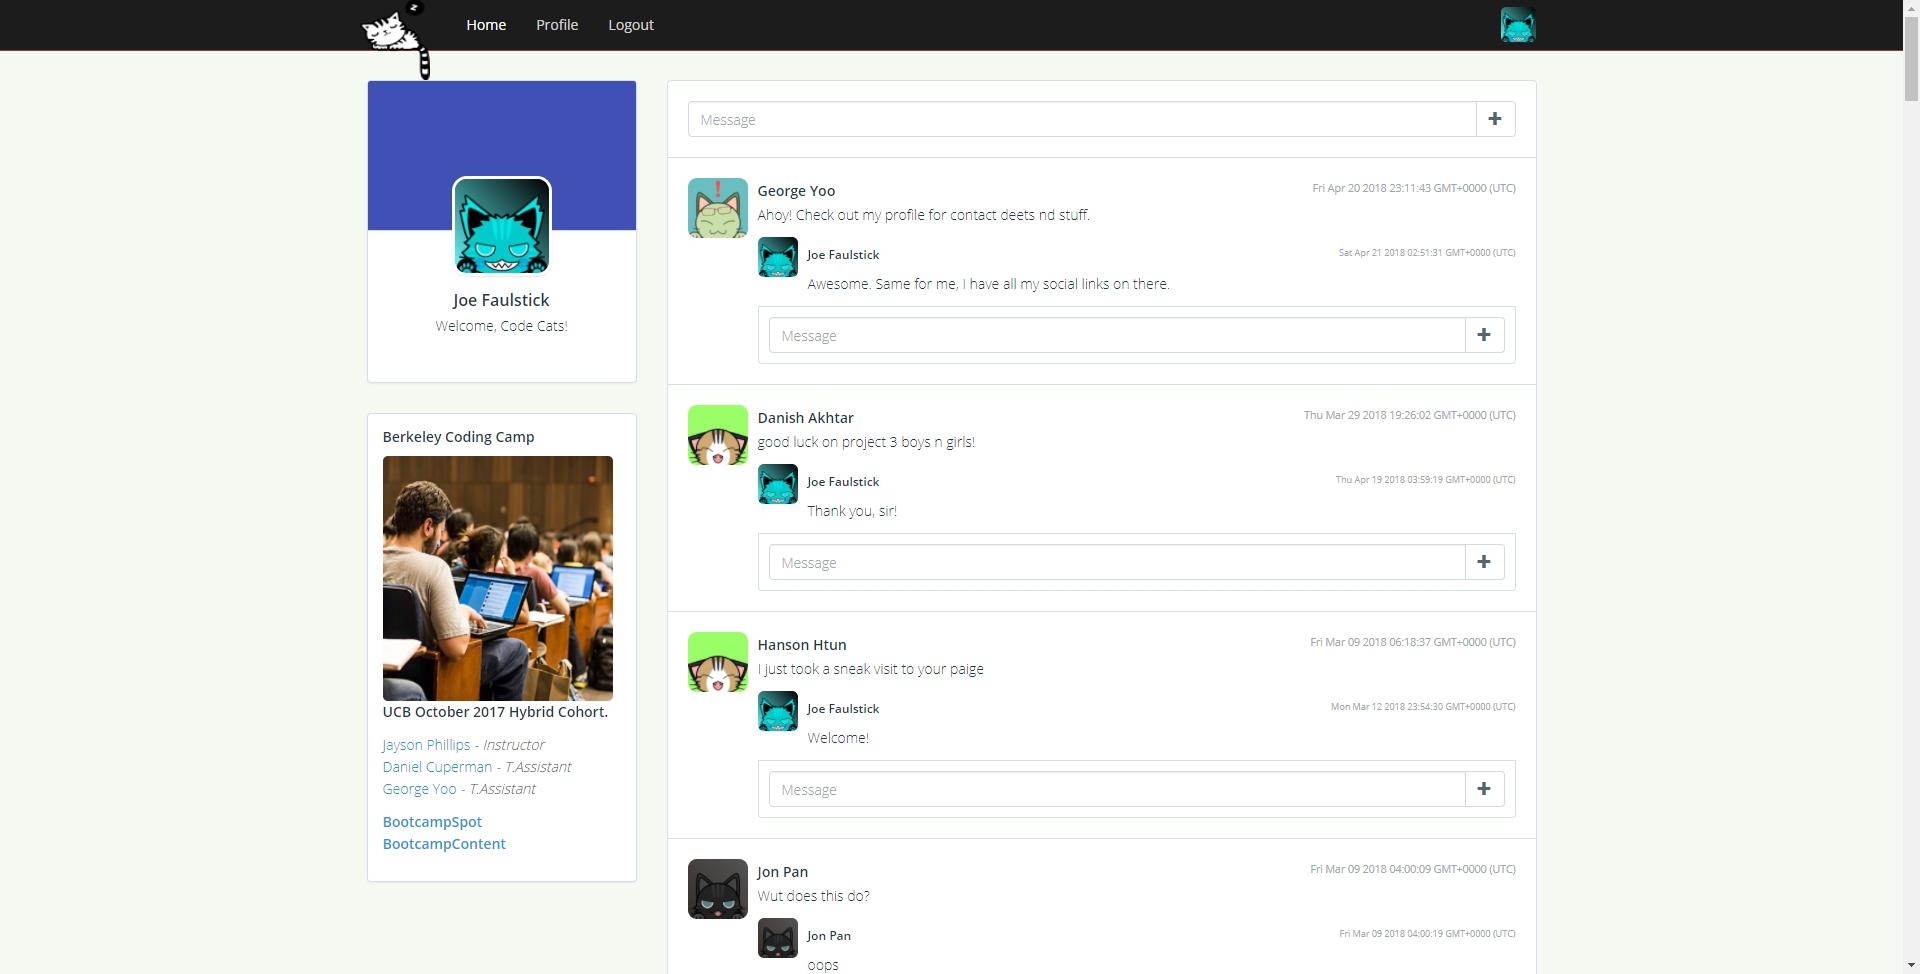 z
Home Profile Logout
Joe Faulstick
Welcome, Code Cats!
Berkeley Coding Camp
UCB October 2017 Hybrid Cohort.
Jayson Phillips - Instructor
Daniel Cuperman - T.Assistant
George Yoo - T.Assistant
BootcampSpot
BootcampContent
Message
George Yoo Fri Apr 20 2018 23:11:43 GMT+0000 (UTC)
Ahoy! Check out my profile for contact deets nd stuff.
Joe Faulstick Sat Apr 21 2018 02:51:31 GMT+0000 (UTC)
Awesome. Same for me, I have all my social links on there.
Message
Danish Akhtar Thu Mar 29 2018 19:26:02 GMT+0000 (UTC)
good luck on project 3 boys n girls!
Joe Faulstick Thu Apr 19 2018 03:59:19 GMT+0000 (UTC)
Thank you, sir!
Message
Hanson Htun Fri Mar 09 2018 06:18:37 GMT+0000 (UTC)
I just took a sneak visit to your paige
Joe Faulstick Mon Mar 12 2018 23:54:30 GMT+0000 (UTC)
Welcome!
Message
Jon Pan Fri Mar 09 2018 04:00:09 GMT+0000 (UTC)
Wut does this do?
Jon Pan Fri Mar 09 2018 04:00:19 GMT+0000 (UTC)
oops